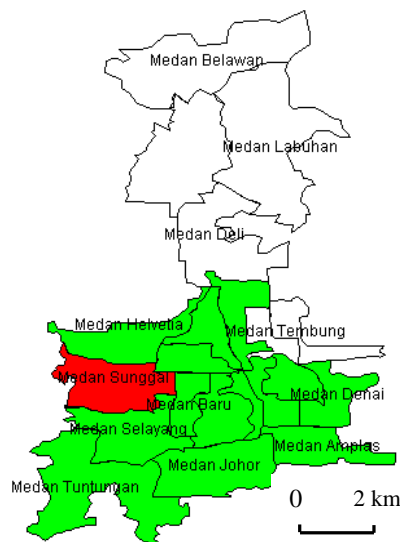 Medan Belawan
Medan Labuhan
Medan Deli
Medan Helvetia
Medan Tembung
Medan Sunggal
Medan Denai
Medan Baru
Medan Selayang
Medan Amplas
Medan Johor
Medan Tuntungan
0 2 km